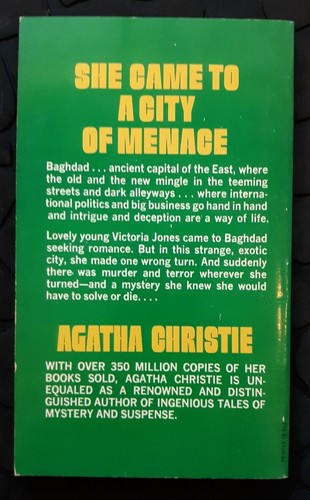 SHE CAME TO
A CITY
OF MENACE
Baghdad . . . ancient capital of the East, where
the old and the new mingle in the teeming
streets and dark alleyways . . . where interna-
tional politics and big business go hand in hand
and intrigue and deception are a way of life.
Lovely young Victoria Jones came to Baghdad
seeking romance. But in this strange, exotic
city, she made one wrong turn. And suddenly
there was murder and terror wherever she
turned—and a mystery she knew she would
have to solve or die. . . .
AGATHA CHRISTIE
WITH OVER 350 MILLION COPIES OF HER
BOOKS SOLD, AGATHA CHRISTIE IS UN-
EQUALED AS A RENOWNED AND DISTIN-
GUISHED AUTHOR OF INGENIOUS TALES OF
MYSTERY AND SUSPENSE.